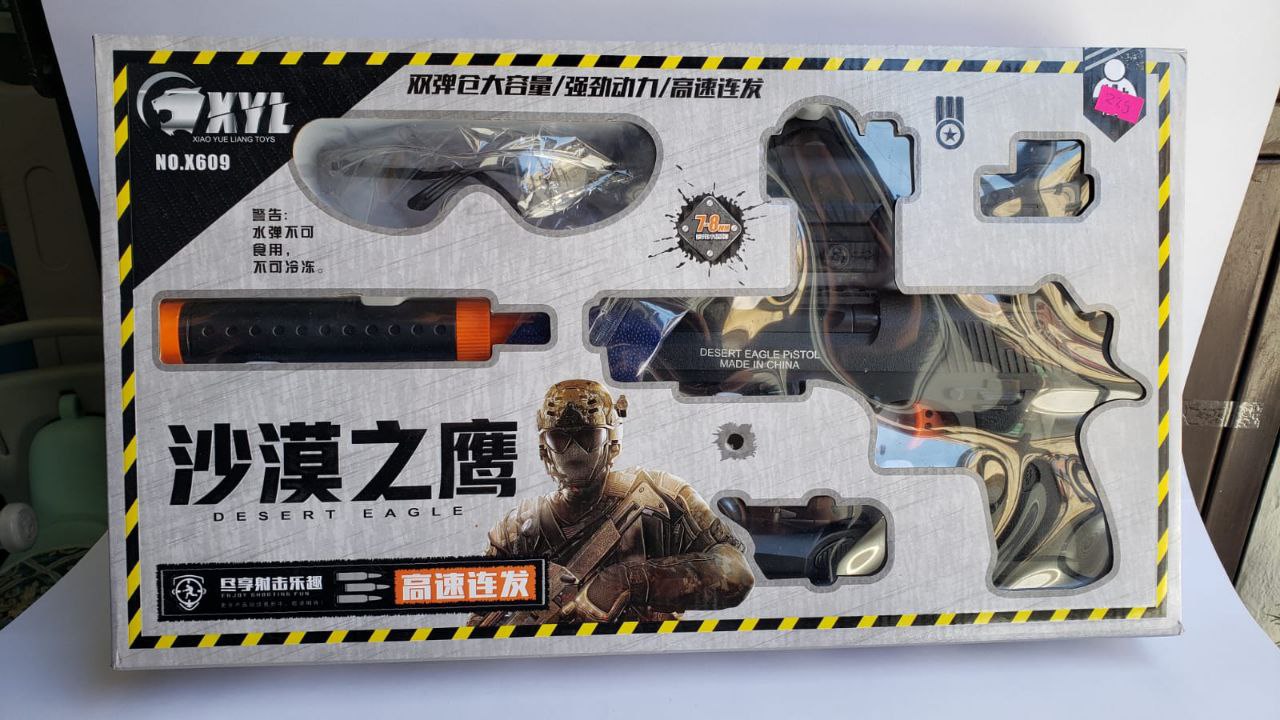 双弹仓大容量/强劲动力/高速连发
XYL
XIAO YUE LIANG TOYS
NO.X609
285
警告:
水弹不可
食用,
不可冷冻。
7-8MM
DESERT EAGLE PiSTOL
MADE IN CHINA
沙漠之鹰
DESERT EAGLE
尽享射击乐趣
ENJOY SHOOTING FUN
高速连发